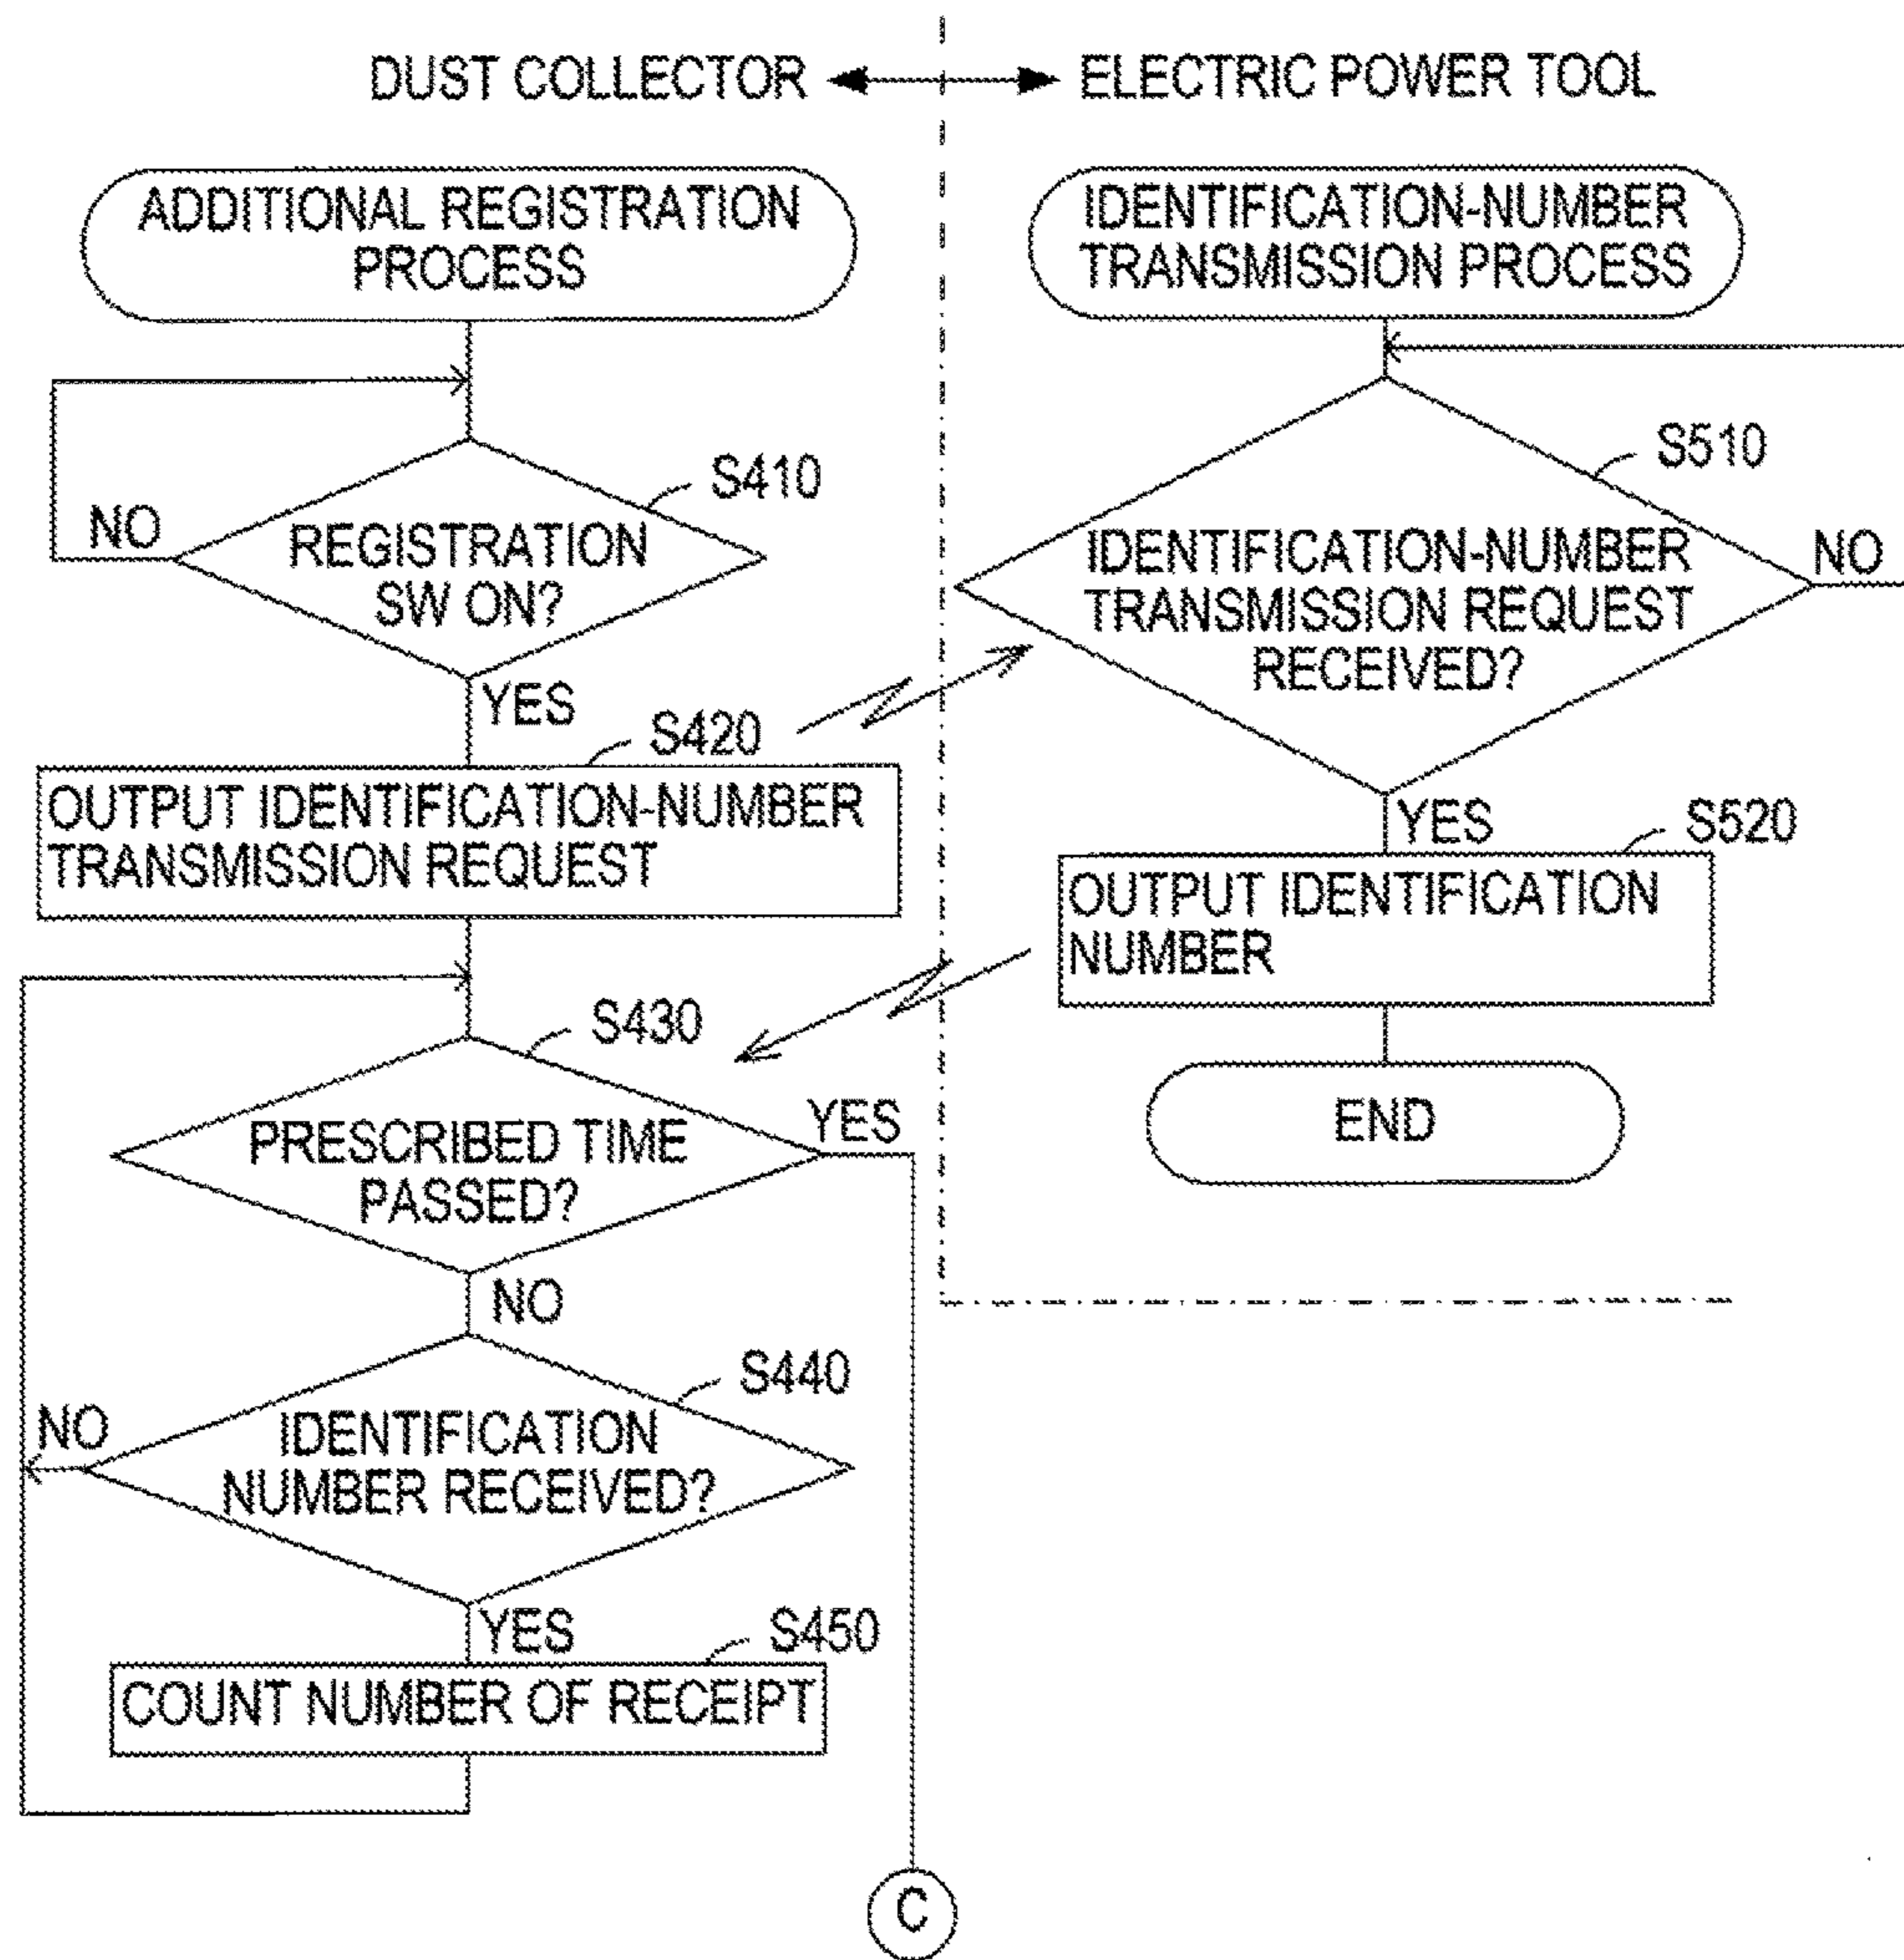 DUST COLLECTOR
ELECTRIC POWER TOOL
ADDITIONAL REGISTRATION
PROCESS
NO
S410
REGISTRATION
SW ON?
YES
S420
OUTPUT IDENTIFICATION-NUMBER
TRANSMISSION REQUEST
S430
PRESCRIBED TIME
PASSED?
YES
NO
S440
NO
IDENTIFICATION
NUMBER RECEIVED?
YES
S450
COUNT NUMBER OF RECEIPT
C
IDENTIFICATION-NUMBER
TRANSMISSION PROCESS
S510
IDENTIFICATION-NUMBER
TRANSMISSION REQUEST
RECEIVED?
NO
YES
S520
OUTPUT IDENTIFICATION
NUMBER
END